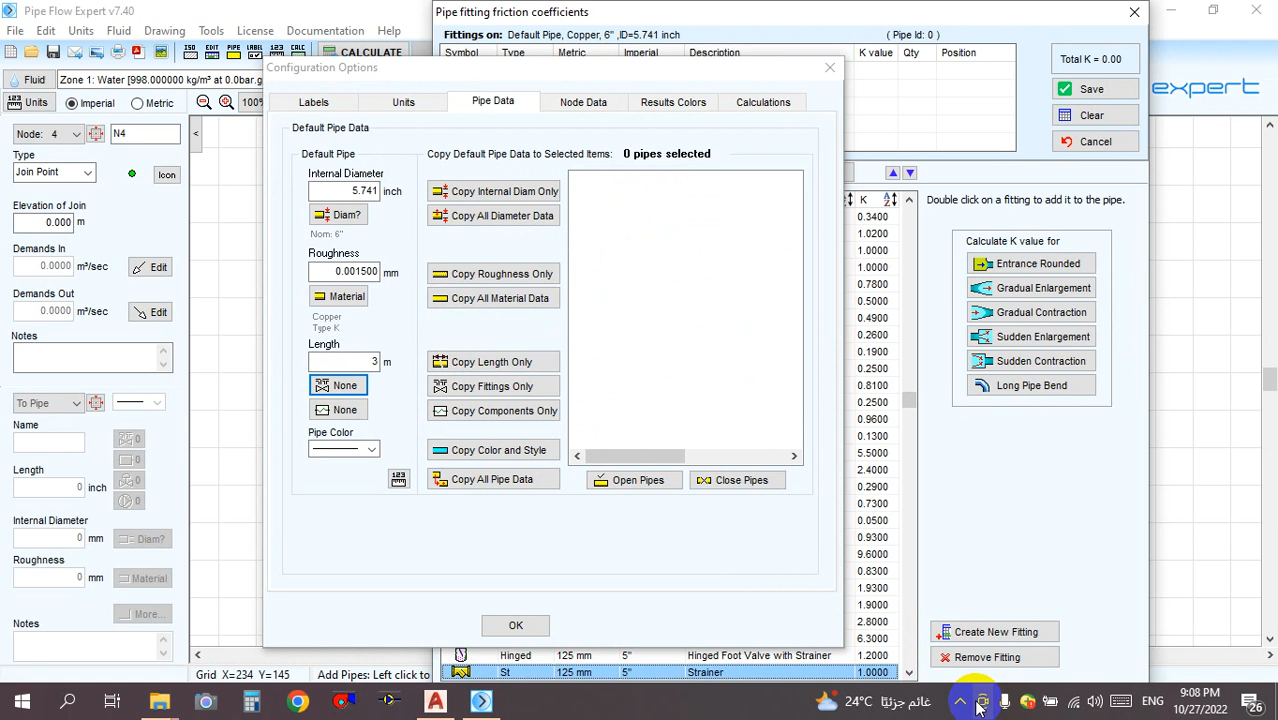 Pipe Flow Expert v7.40
File Edit Units Fluid Drawing Tools License Documentation Help
ISO EDIT PIPE LABEL UNITS CALC CALCULATE
Fluid Zone 1: Water [998.000000 kg/m³ at 0.0bar.g
Units Imperial Metric 100%
Node: 4 N4
Type
Join Point Icon
Elevation of Join
0.000 m
Demands In
0.0000 m³/sec Edit
Demands Out
0.0000 m³/sec Edit
Notes
To Pipe
Name
0
0
Length
0
0 inch
0
Internal Diameter
0 mm Diam?
Roughness
0 mm Material
More...
Notes
Grid X=234 Y=145 Add Pipes: Left click to
Configuration Options
Labels Units Pipe Data Node Data Results Colors Calculations
Default Pipe Data
Default Pipe
Internal Diameter
5.741 inch
Diam?
Nom: 6"
Roughness
0.001500 mm
Material
Copper
Type K
Length
3 m
None
None
Pipe Color
123
Copy Default Pipe Data to Selected Items: 0 pipes selected
Copy Internal Diam Only
Copy All Diameter Data
Copy Roughness Only
Copy All Material Data
Copy Length Only
Copy Fittings Only
Copy Components Only
Copy Color and Style
Copy All Pipe Data
Open Pipes Close Pipes
OK
Pipe fitting friction coefficients
Fittings on: Default Pipe, Copper, 6" ,ID=5.741 inch ( Pipe Id: 0 )
Symbol Type Metric Imperial Description K value Qty Position
Total K = 0.00
Save
Clear
Cancel
expert
K
0.3400
1.0200
1.0000
1.0000
0.7800
0.5000
0.4900
0.2600
0.1900
0.2500
0.8100
0.2500
0.9600
0.1300
5.5000
2.4000
0.2900
0.7300
0.0500
0.9300
9.6000
0.8300
1.9300
1.9000
2.8000
6.3000
Hinged 125 mm 5" Hinged Foot Valve with Strainer 1.2000
St 125 mm 5" Strainer 1.0000
Double click on a fitting to add it to the pipe.
Calculate K value for
Entrance Rounded
Gradual Enlargement
Gradual Contraction
Sudden Enlargement
Sudden Contraction
Long Pipe Bend
Create New Fitting
Remove Fitting
24°C غائم جزئيًا ENG 9:08 PM
10/27/2022 26